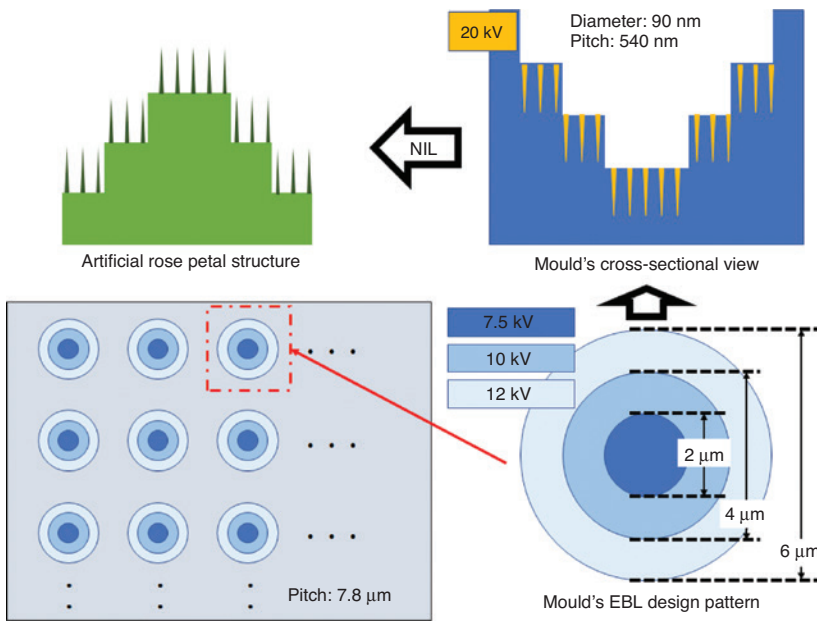 20 kV
Diameter: 90 nm
Pitch: 540 nm
NIL
Artificial rose petal structure
Mould's cross-sectional view
7.5 kV
10 kV
12 kV
2 μm
4 μm
6 μm
Pitch: 7.8 μm
Mould's EBL design pattern